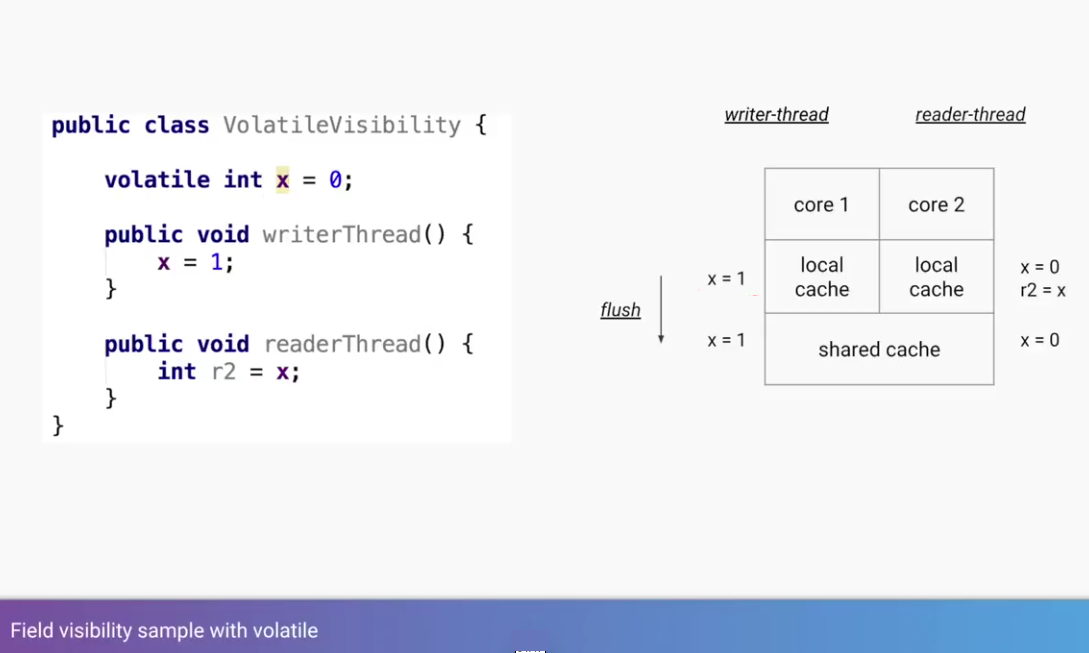 public class VolatileVisibility {
volatile int x = 0;
public void writerThread() {
x = 1;
}
public void readerThread() {
int r2 = x;
}
}
writer-thread
reader-thread
core 1
core 2
flush
x = 1
local
cache
local
cache
x = 0
r2 = x
x = 1
shared cache
x = 0
Field visibility sample with volatile